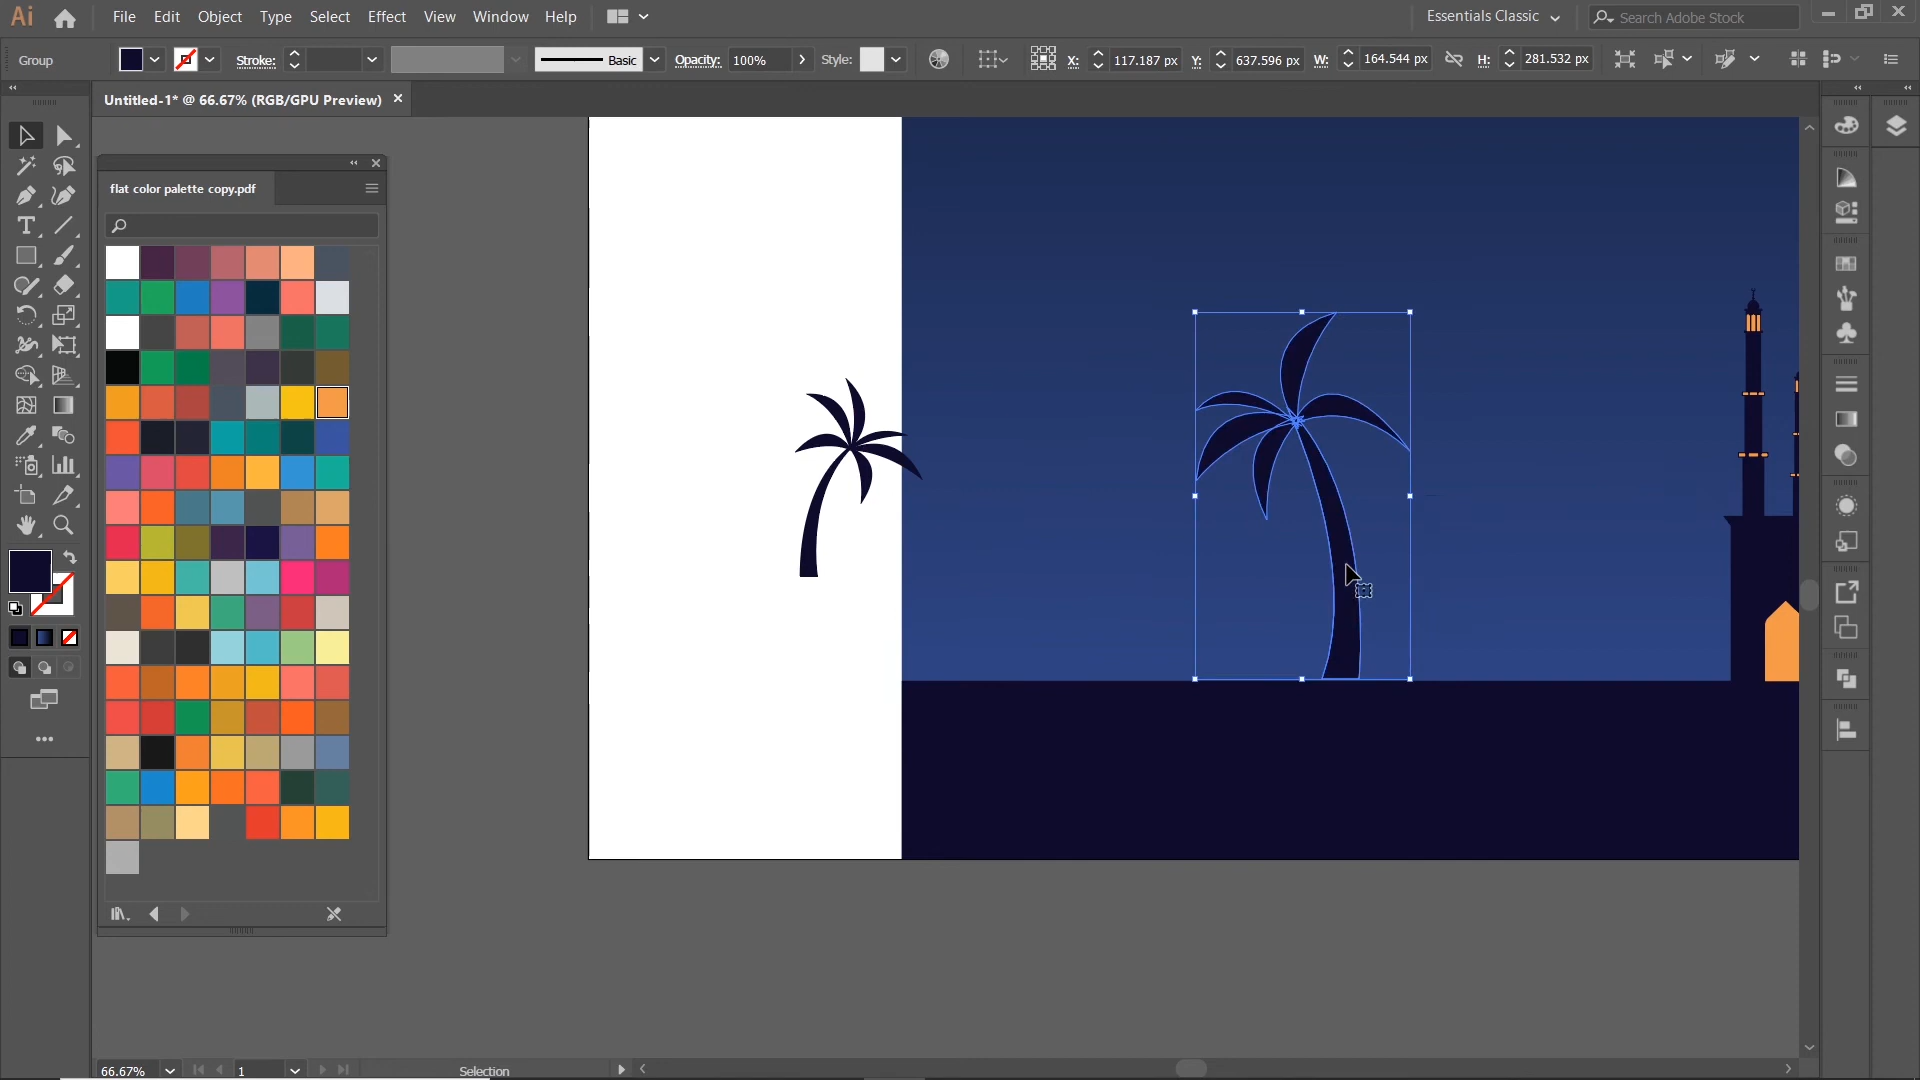 Ai File Edit Object Type Select Effect View Window Help Essentials Classic Search Adobe Stock
Group Stroke: Basic Opacity: 100% Style: X: 117.187 px Y: 637.596 px W: 164.544 px H: 281.532 px
Untitled-1* @ 66.67% (RGB/GPU Preview)
flat color palette copy.pdf
66.67% 1 Selection